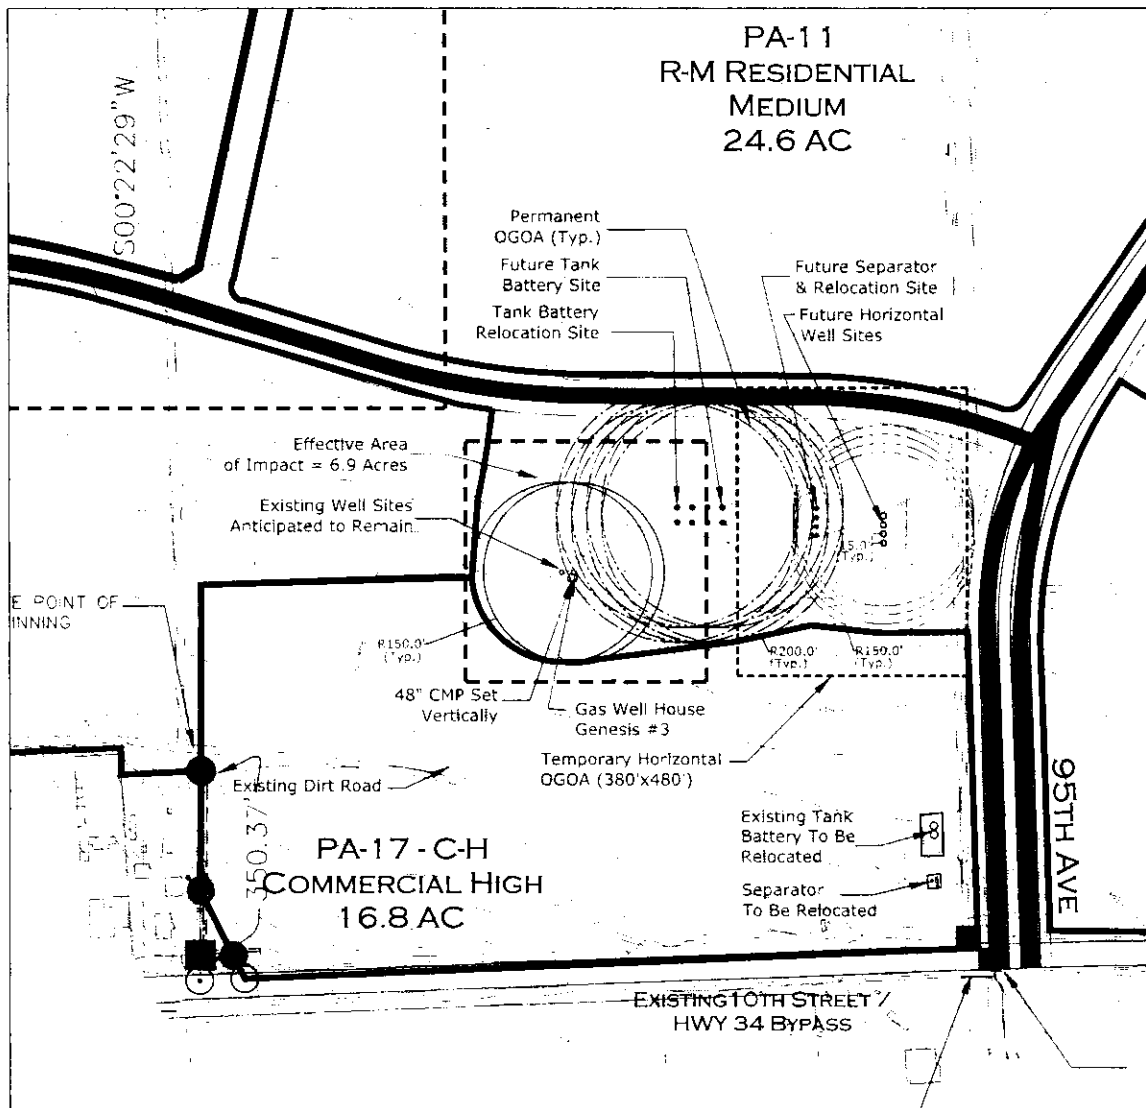 PA-11
R-M RESIDENTIAL
MEDIUM
24.6 AC
S00°22'29"W
Permanent
OGOA (Typ.)
Future Tank
Battery Site
Tank Battery
Relocation Site
Future Separator
& Relocation Site
Future Horizontal
Well Sites
Effective Area
of Impact = 6.9 Acres
Existing Well Sites
Anticipated to Remain
15.0'
(Typ.)
E POINT OF
INNING
R150.0'
(Typ.)
R200.0'
(Typ.)
R150.0'
(Typ.)
48" CMP Set
Vertically
Gas Well House
Genesis #3
Temporary Horizontal
OGOA (380'x480')
Existing Dirt Road
350.37'
95TH AVE
Existing Tank
Battery To Be
Relocated
Separator
To Be Relocated
PA-17 - C-H
COMMERCIAL HIGH
16.8 AC
EXISTING 10TH STREET /
HWY 34 BYPASS